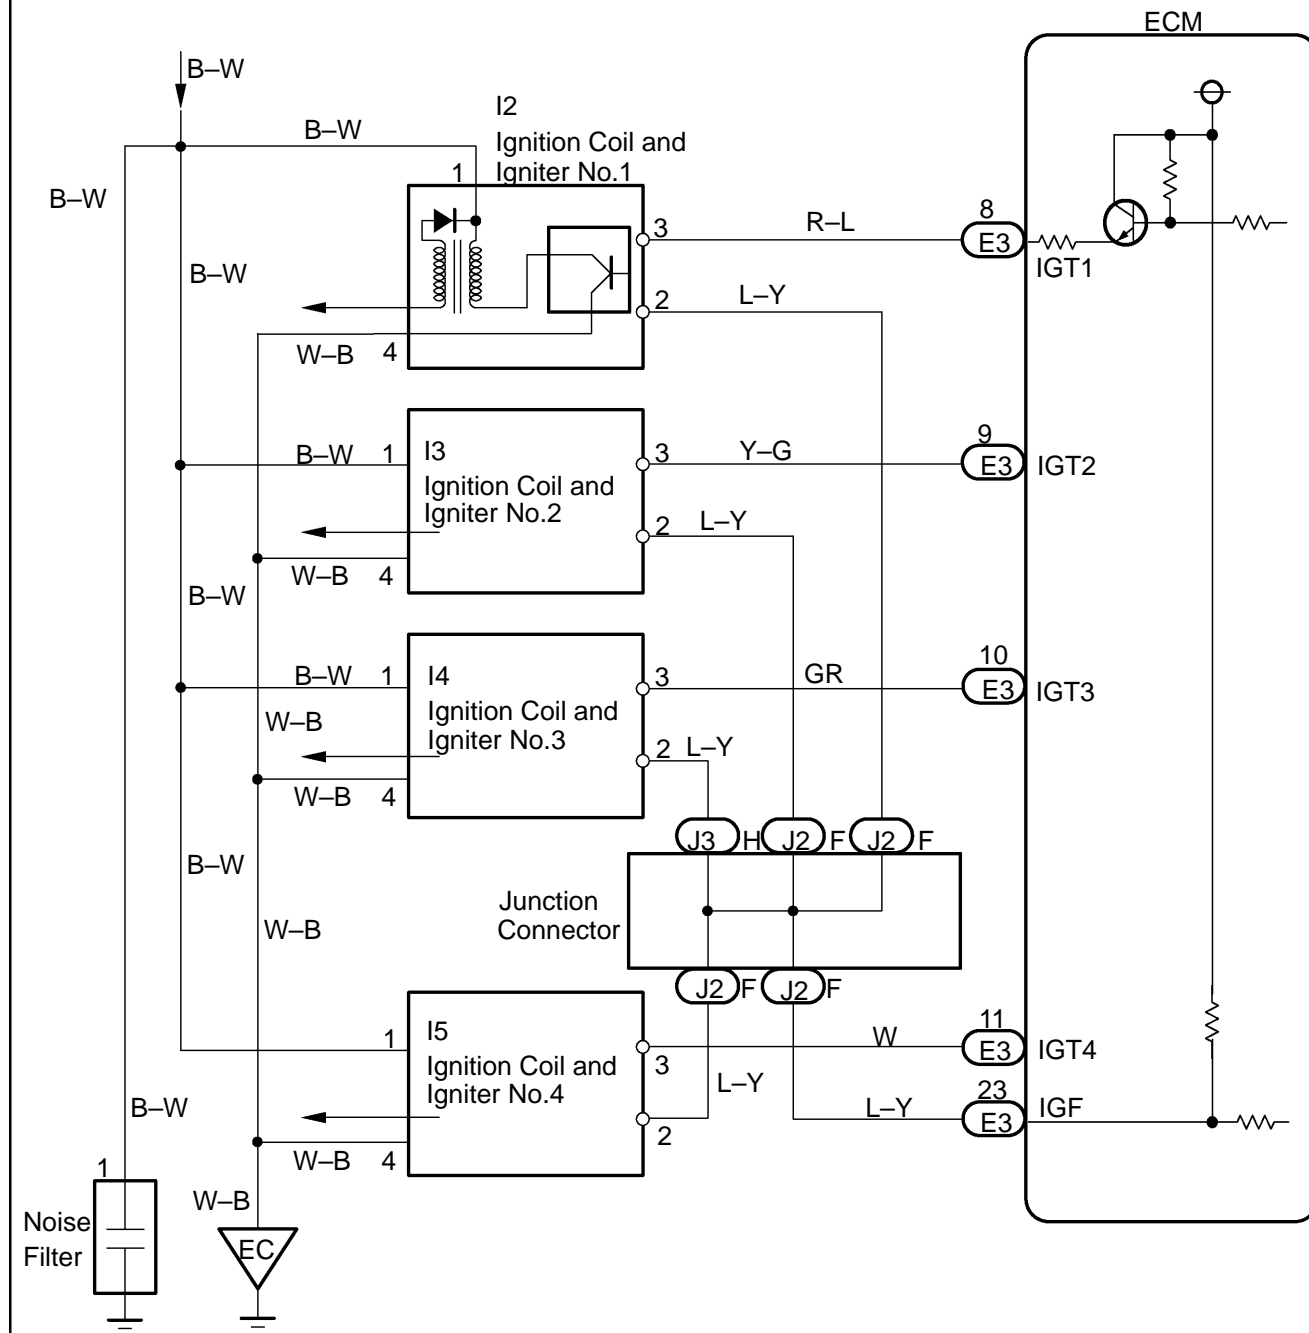 ECM
B–W
I2
B–W
Ignition Coil and
Igniter No.1
1
B–W
3
R–L
8
E3
IGT1
B–W
2
L–Y
W–B
4
I3
B–W
1
3
Y–G
9
E3
IGT2
Ignition Coil and
Igniter No.2
2
L–Y
W–B
4
B–W
I4
B–W
1
3
GR
10
E3
IGT3
Ignition Coil and
Igniter No.3
W–B
2
L–Y
W–B
4
J3
H
J2
F
J2
F
B–W
Junction
Connector
W–B
J2
F
J2
F
I5
1
3
W
11
E3
IGT4
Ignition Coil and
Igniter No.4
L–Y
B–W
2
L–Y
23
E3
IGF
W–B
4
1
W–B
Noise
Filter
EC